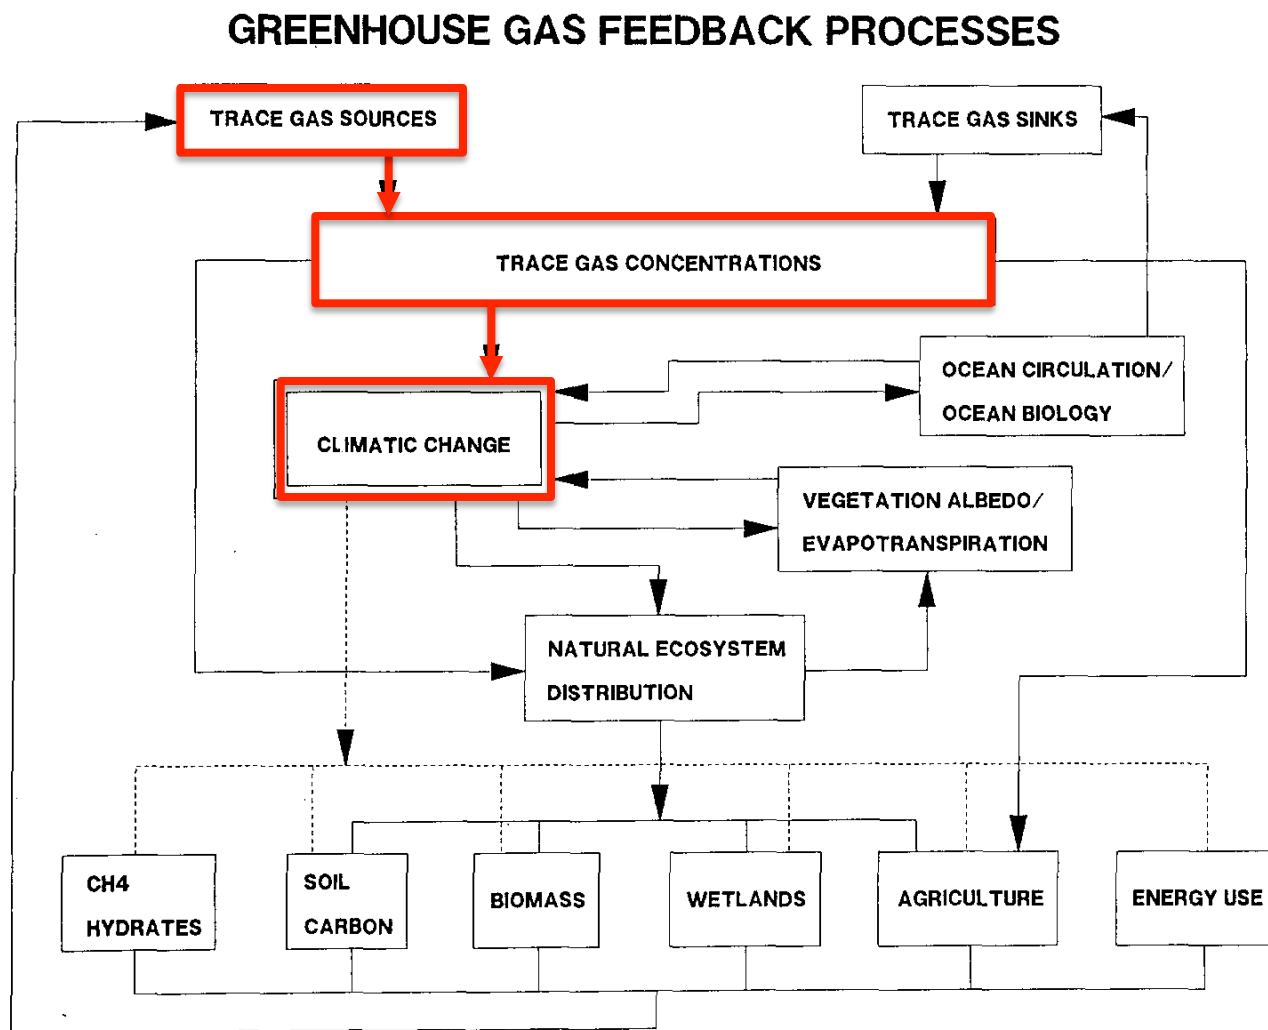 GREENHOUSE GAS FEEDBACK PROCESSES
TRACE GAS SOURCES
TRACE GAS SINKS
TRACE GAS CONCENTRATIONS
OCEAN CIRCULATION/
OCEAN BIOLOGY
CLIMATIC CHANGE
VEGETATION ALBEDO/
EVAPOTRANSPIRATION
NATURAL ECOSYSTEM
DISTRIBUTION
CH4
HYDRATES
SOIL
CARBON
BIOMASS
WETLANDS
AGRICULTURE
ENERGY USE